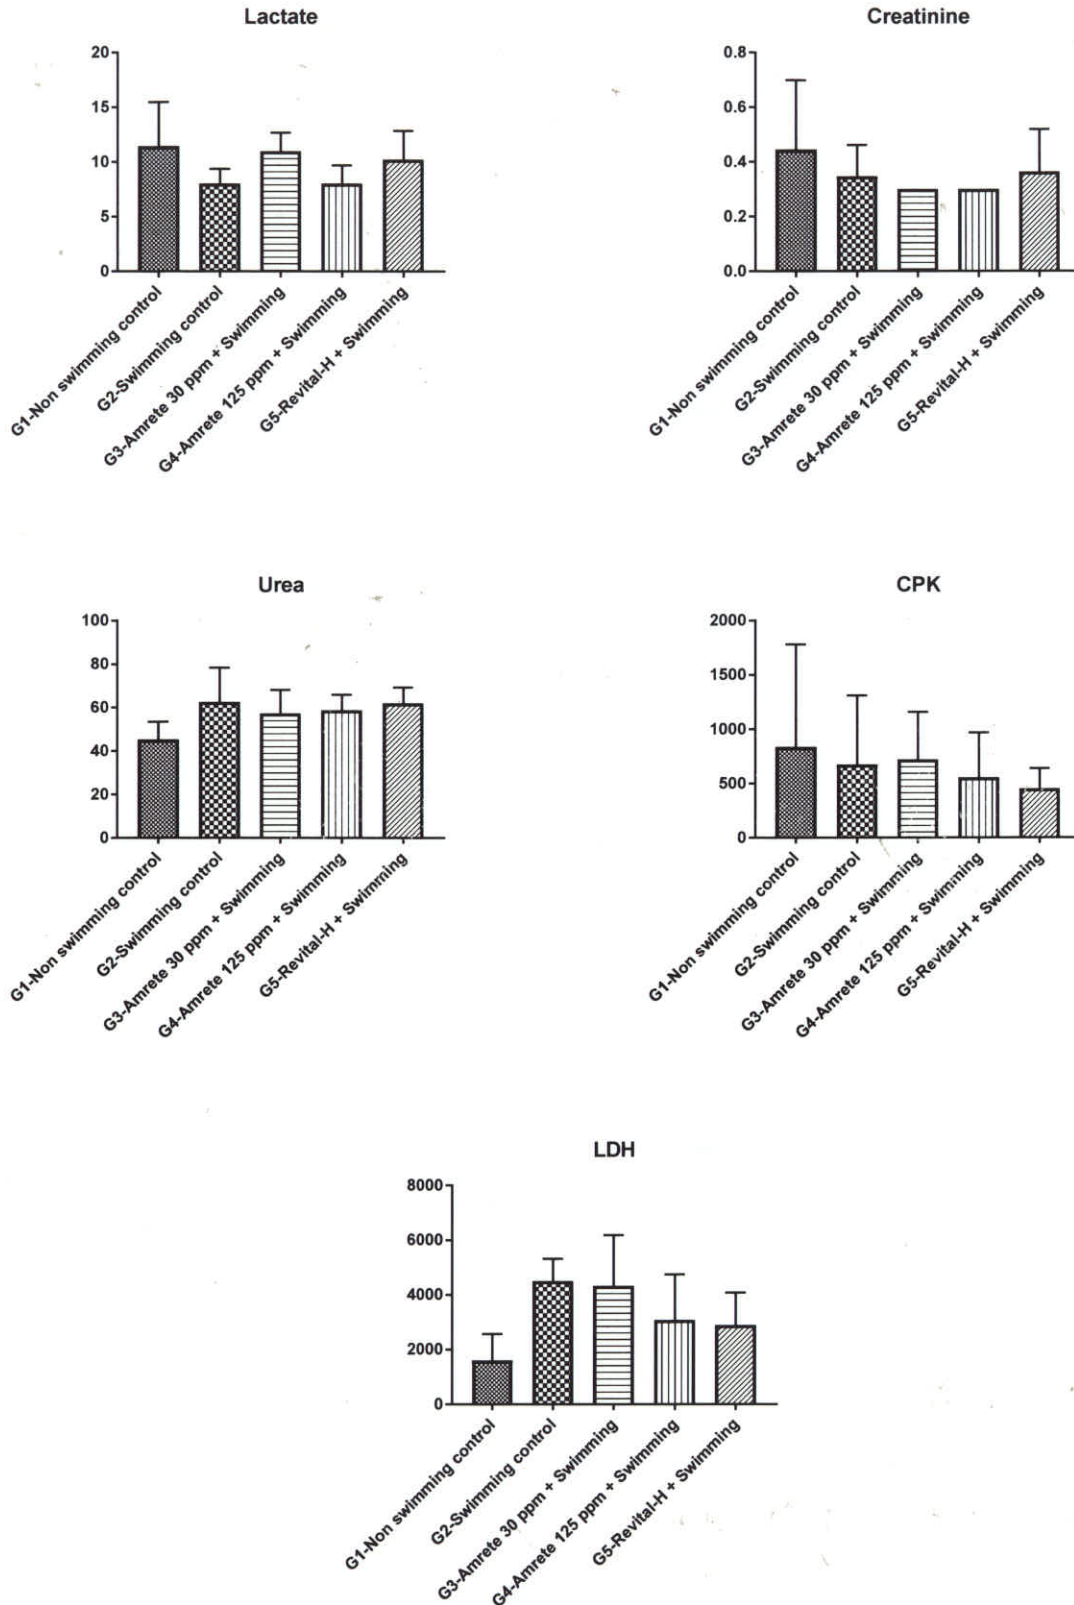 Lactate
20
15
10
5
0
G1-Non swimming control
G2-Swimming control
G3-Amrete 30 ppm + Swimming
G4-Amrete 125 ppm + Swimming
G5-Revital-H + Swimming
Creatinine
0.8
0.6
0.4
0.2
0.0
G1-Non swimming control
G2-Swimming control
G3-Amrete 30 ppm + Swimming
G4-Amrete 125 ppm + Swimming
G5-Revital-H + Swimming
Urea
100
80
60
40
20
0
G1-Non swimming control
G2-Swimming control
G3-Amrete 30 ppm + Swimming
G4-Amrete 125 ppm + Swimming
G5-Revital-H + Swimming
CPK
2000
1500
1000
500
0
G1-Non swimming control
G2-Swimming control
G3-Amrete 30 ppm + Swimming
G4-Amrete 125 ppm + Swimming
G5-Revital-H + Swimming
LDH
8000
6000
4000
2000
0
G1-Non swimming control
G2-Swimming control
G3-Amrete 30 ppm + Swimming
G4-Amrete 125 ppm + Swimming
G5-Revital-H + Swimming